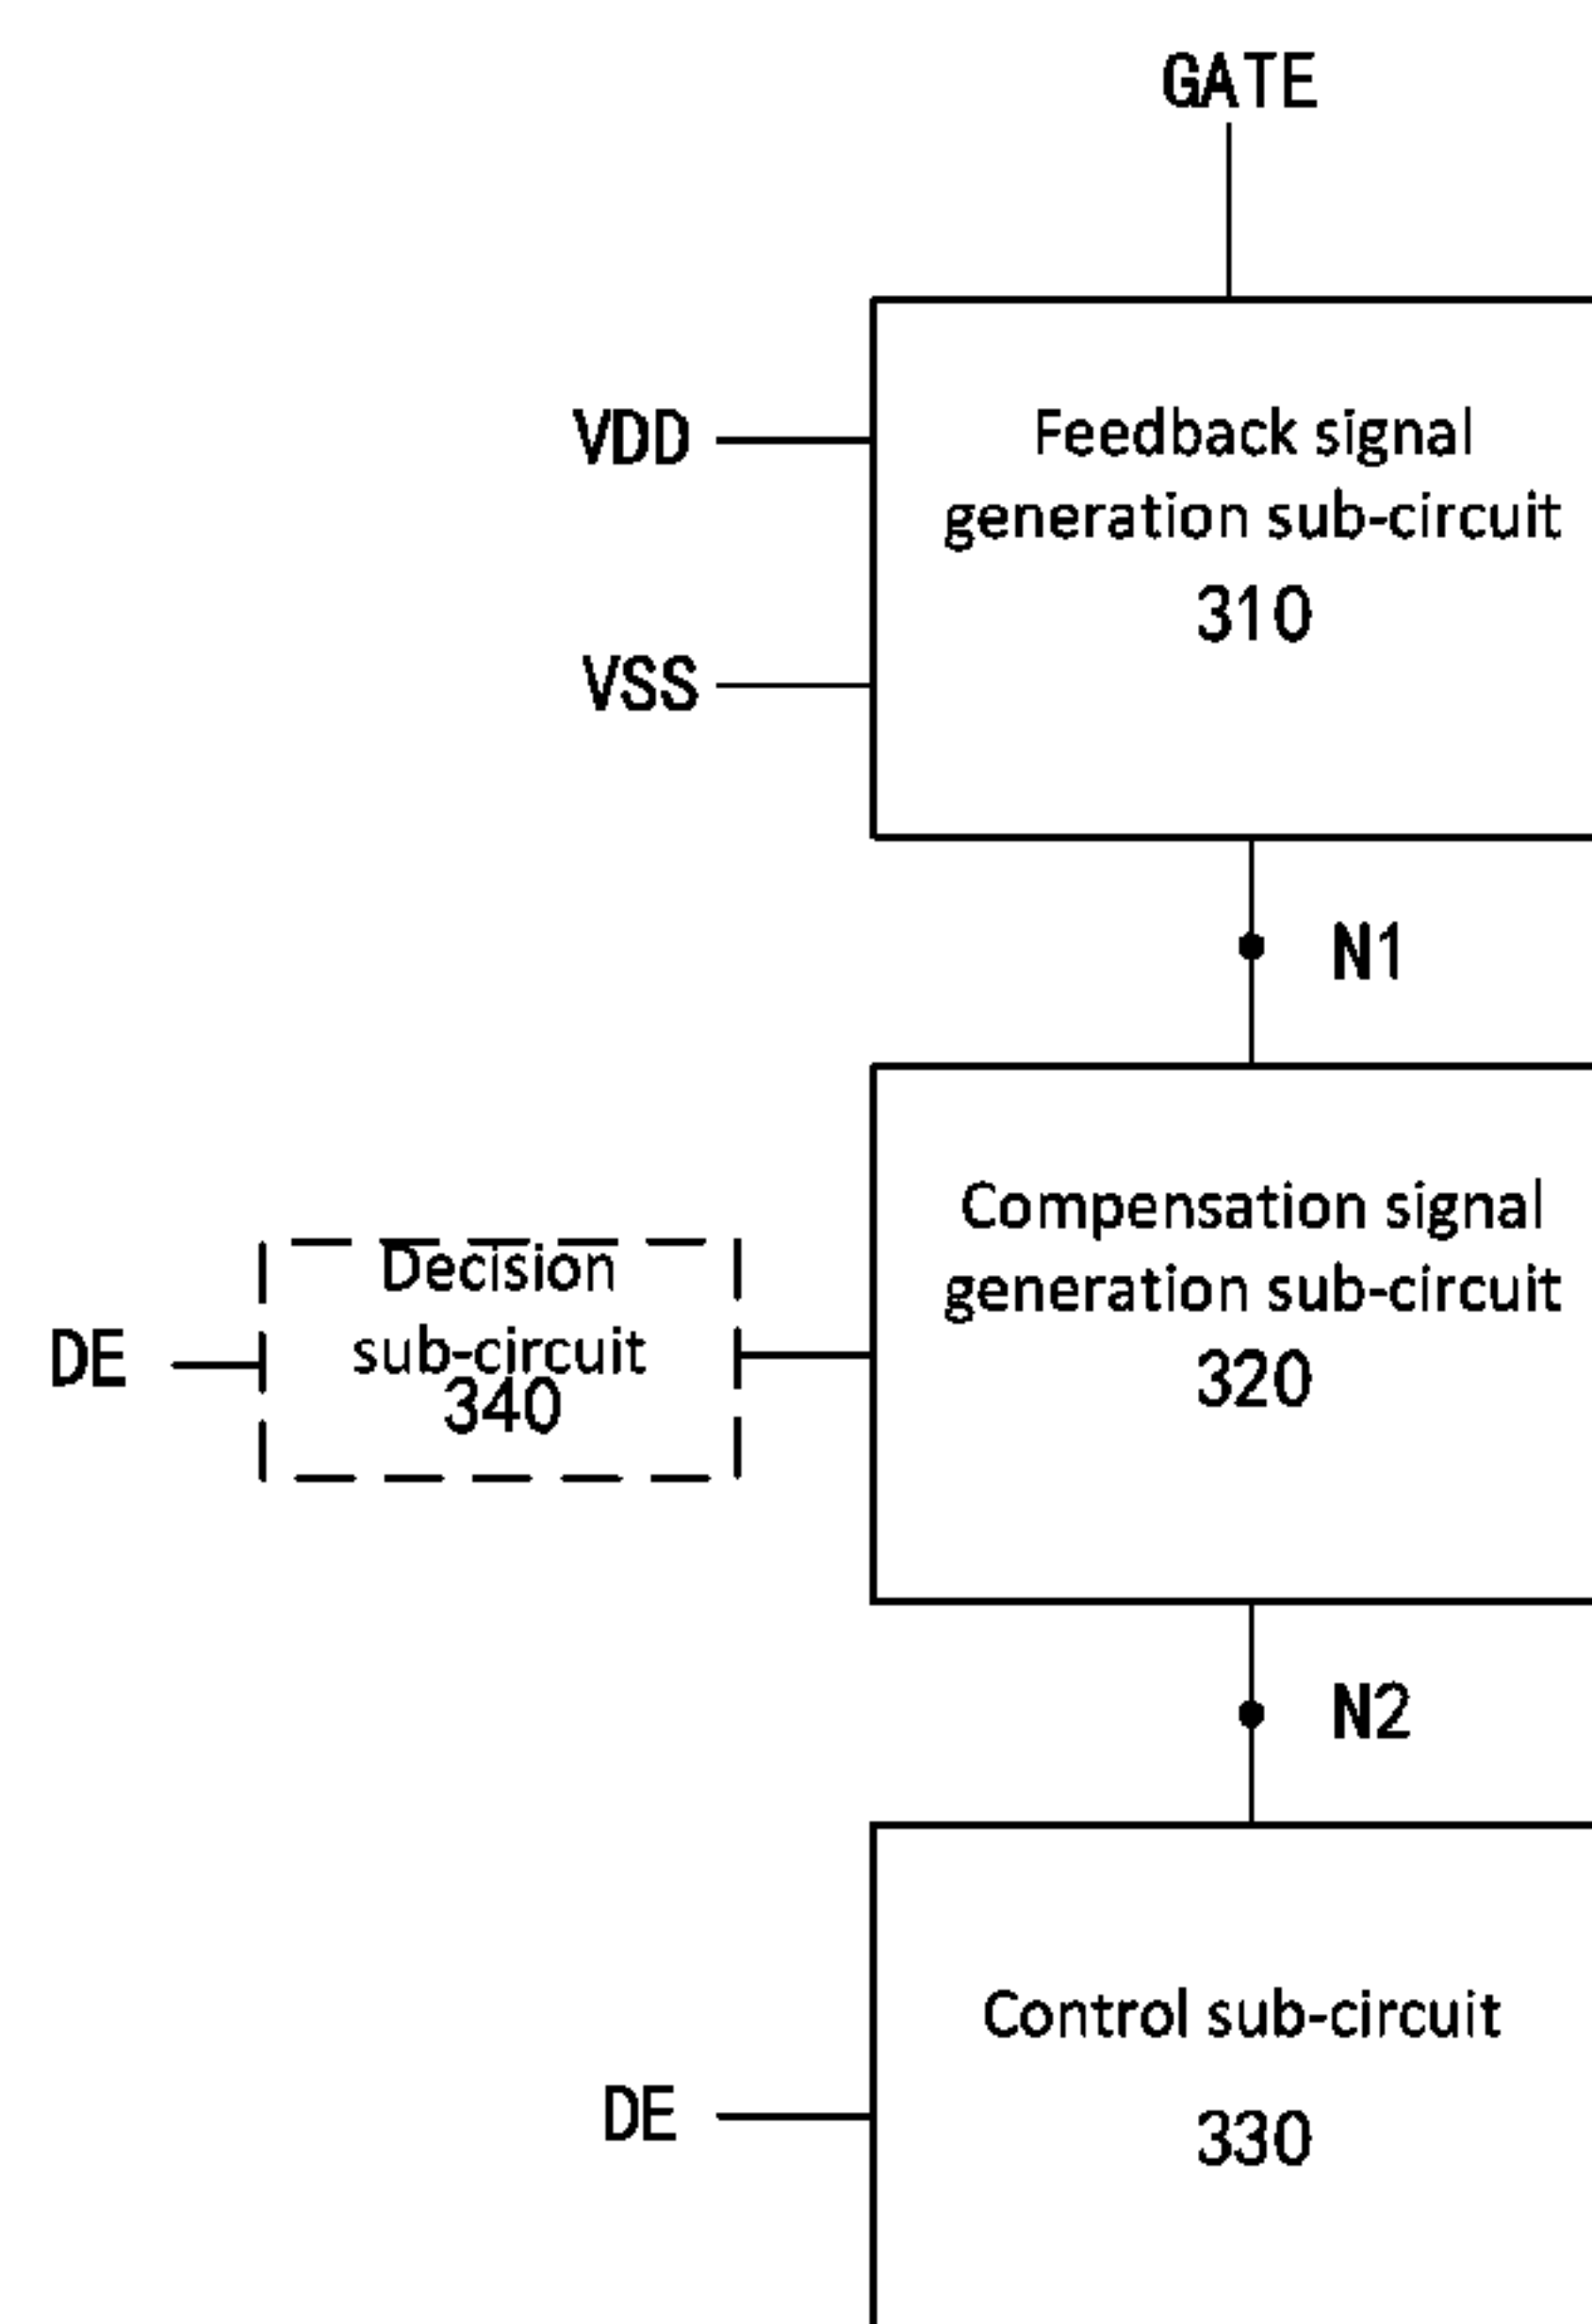 GATE
VDD
Feedback signal
generation sub-circuit
310
VSS
N1
Compensation signal
generation sub-circuit
320
Decision
sub-circuit
340
DE
N2
Control sub-circuit
330
DE